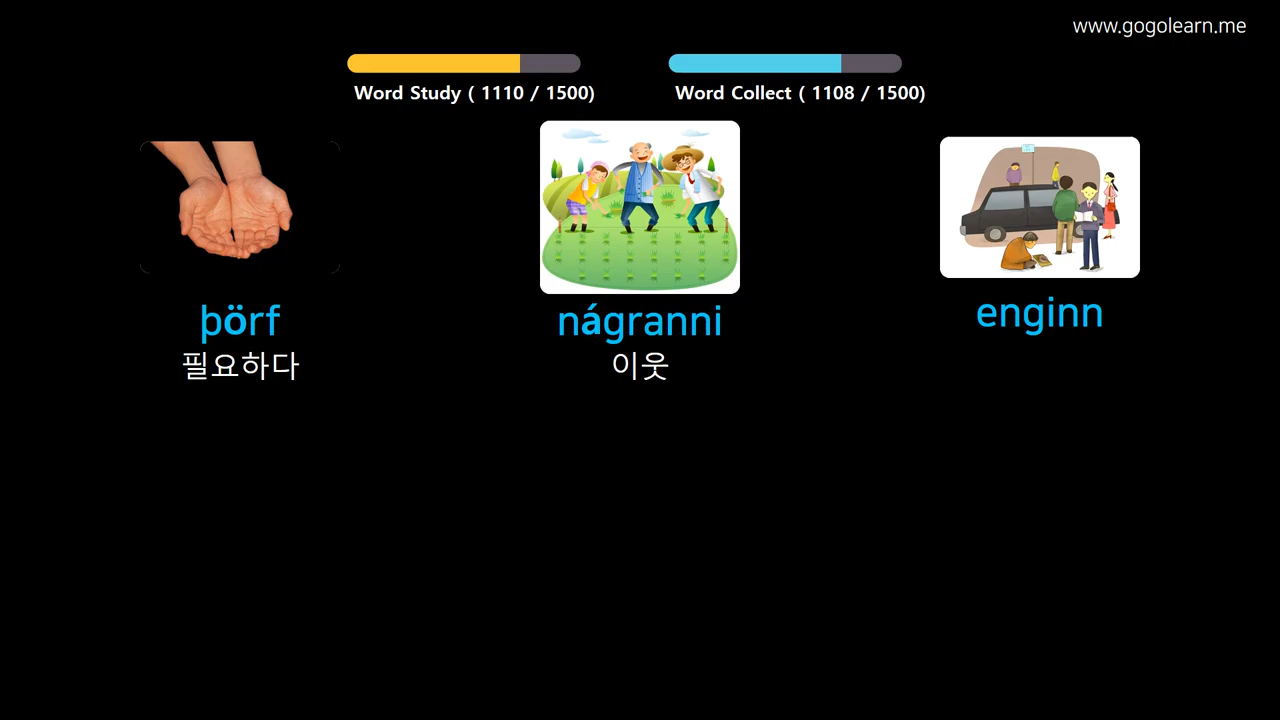 www.gogolearn.me
Word Study ( 1110 / 1500)
Word Collect ( 1108 / 1500)
þörf
필요하다
nágranni
이웃
enginn